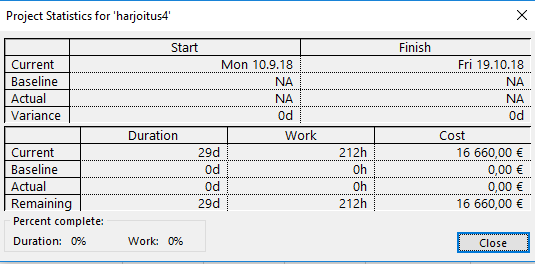 Project Statistics for 'harjoitus4'
Start Finish
Current Mon 10.9.18 Fri 19.10.18
Baseline NA NA
Actual NA NA
Variance 0d 0d
Duration Work Cost
Current 29d 212h 16 660,00 €
Baseline 0d 0h 0,00 €
Actual 0d 0h 0,00 €
Remaining 29d 212h 16 660,00 €
Percent complete:
Duration: 0% Work: 0%
Close